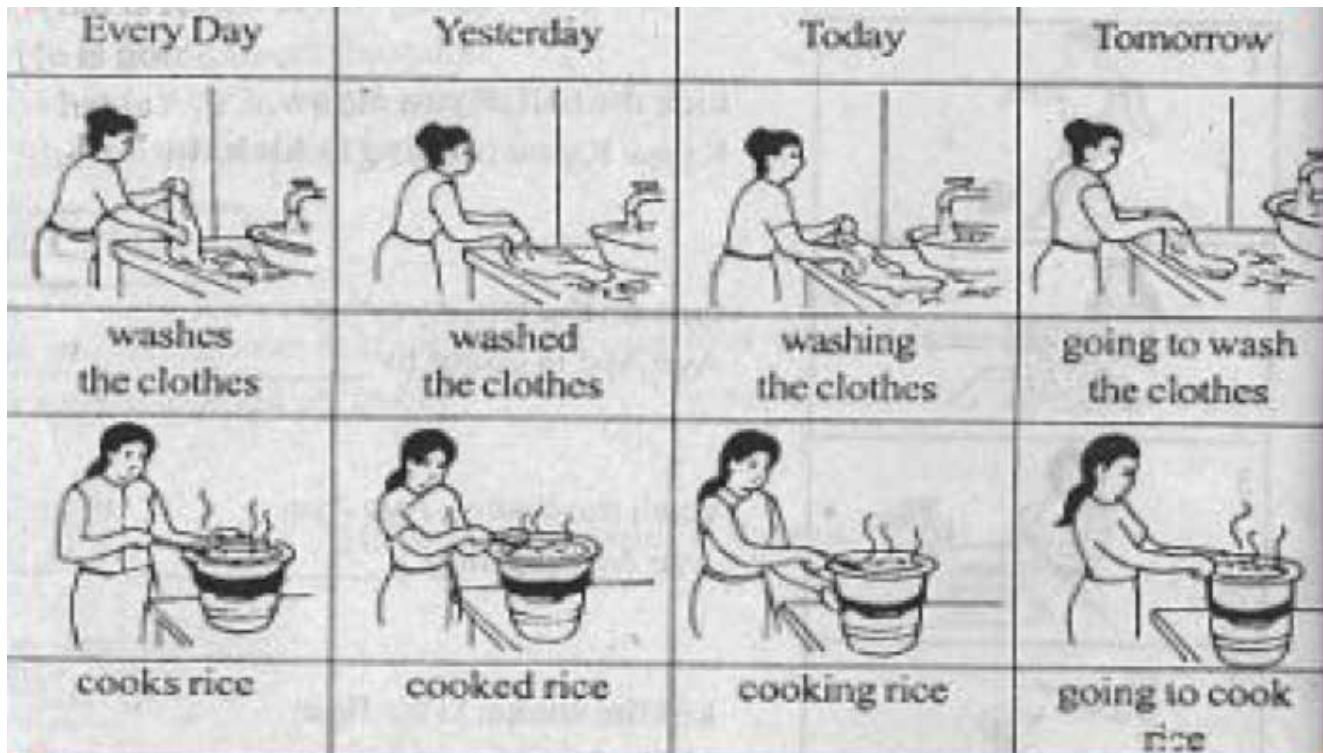 Every Day
Yesterday
Today
Tomorrow
washes
the clothes
washed
the clothes
washing
the clothes
going to wash
the clothes
cooks rice
cooked rice
cooking rice
going to cook
rice